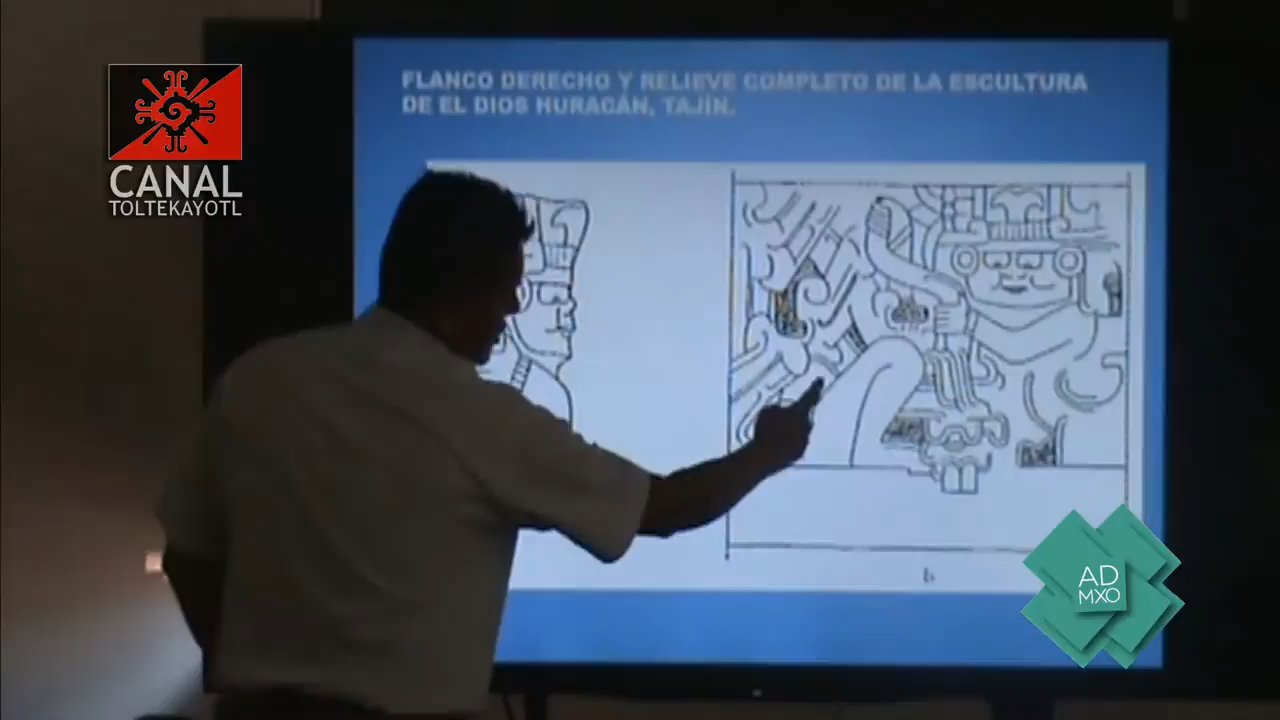 FLANCO DERECHO Y RELIEVE COMPLETO DE LA ESCULTURA
DE EL DIOS HURACÁN, TAJÍN.
CANAL
TOLTEKAYOTL
b
AD
MXO